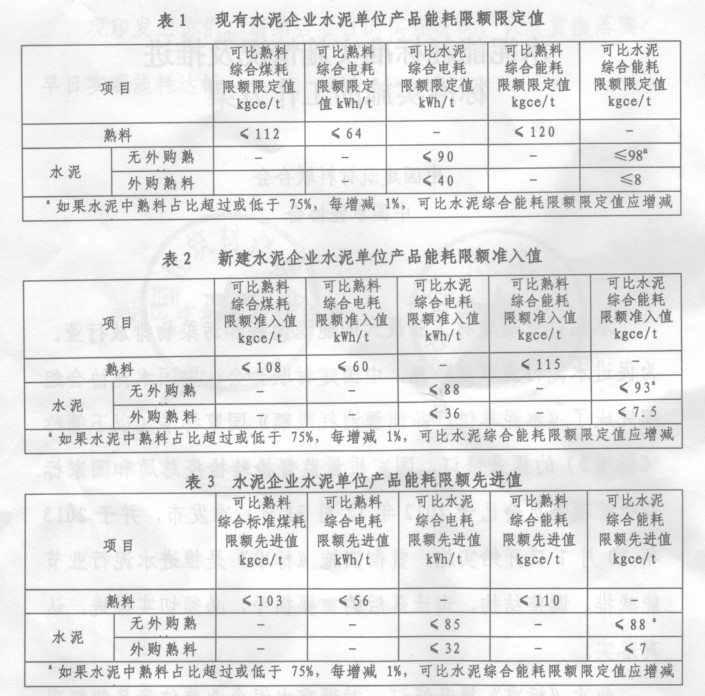 表 1 现有水泥企业水泥单位产品能耗限额限定值
项目 可比熟料综合煤耗限额限定值 kgce/t 可比熟料综合电耗限额限定值 kWh/t 可比水泥综合电耗限额限定值 kWh/t 可比熟料综合能耗限额限定值 kgce/t 可比水泥综合能耗限额限定值 kgce/t
熟料 ≤112 ≤64 – ≤120 –
水泥 无外购熟 – – ≤90 – ≤98ª
外购熟料 – – ≤40 – ≤8
ª如果水泥中熟料占比超过或低于 75%，每增减 1%，可比水泥综合能耗限额限定值应增减
表 2 新建水泥企业水泥单位产品能耗限额准入值
项目 可比熟料综合煤耗限额准入值 kgce/t 可比熟料综合电耗限额准入值 kWh/t 可比水泥综合电耗限额准入值 kWh/t 可比熟料综合能耗限额准入值 kgce/t 可比水泥综合能耗限额准入值 kgce/t
熟料 ≤108 ≤60 – ≤115 –
水泥 无外购熟 – – ≤88 – ≤93ª
外购熟料 – – ≤36 – ≤7.5
ª如果水泥中熟料占比超过或低于 75%，每增减 1%，可比水泥综合能耗限额限定值应增减
表 3 水泥企业水泥单位产品能耗限额先进值
项目 可比熟料综合标准煤耗限额先进值 kgce/t 可比熟料综合电耗限额先进值 kWh/t 可比水泥综合电耗限额先进值 kWh/t 可比熟料综合能耗限额先进值 kgce/t 可比水泥综合能耗限额先进值 kgce/t
熟料 ≤103 ≤56 – ≤110 –
水泥 无外购熟 – – ≤85 – ≤88ª
外购熟料 – – ≤32 – ≤7
ª如果水泥中熟料占比超过或低于 75%，每增减 1%，可比水泥综合能耗限额限定值应增减